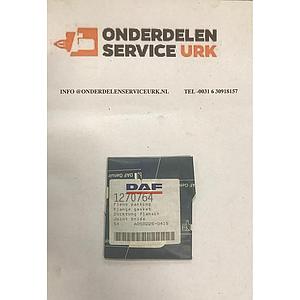 ONDERDELEN
SERVICE URK
INFO @ONDERDELENSERVICEURK.NL TEL -0031 6 30918157
DAF
1270764
Flens pakking
Flange gasket
Dichtung Flansch
Joint bride